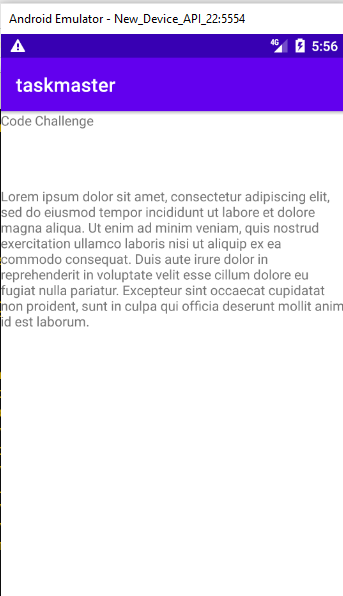 Android Emulator - New_Device_API_22:5554
4G 5:56
taskmaster
Code Challenge
Lorem ipsum dolor sit amet, consectetur adipiscing elit,
sed do eiusmod tempor incididunt ut labore et dolore
magna aliqua. Ut enim ad minim veniam, quis nostrud
exercitation ullamco laboris nisi ut aliquip ex ea
commodo consequat. Duis aute irure dolor in
reprehenderit in voluptate velit esse cillum dolore eu
fugiat nulla pariatur. Excepteur sint occaecat cupidatat
non proident, sunt in culpa qui officia deserunt mollit anim
id est laborum.